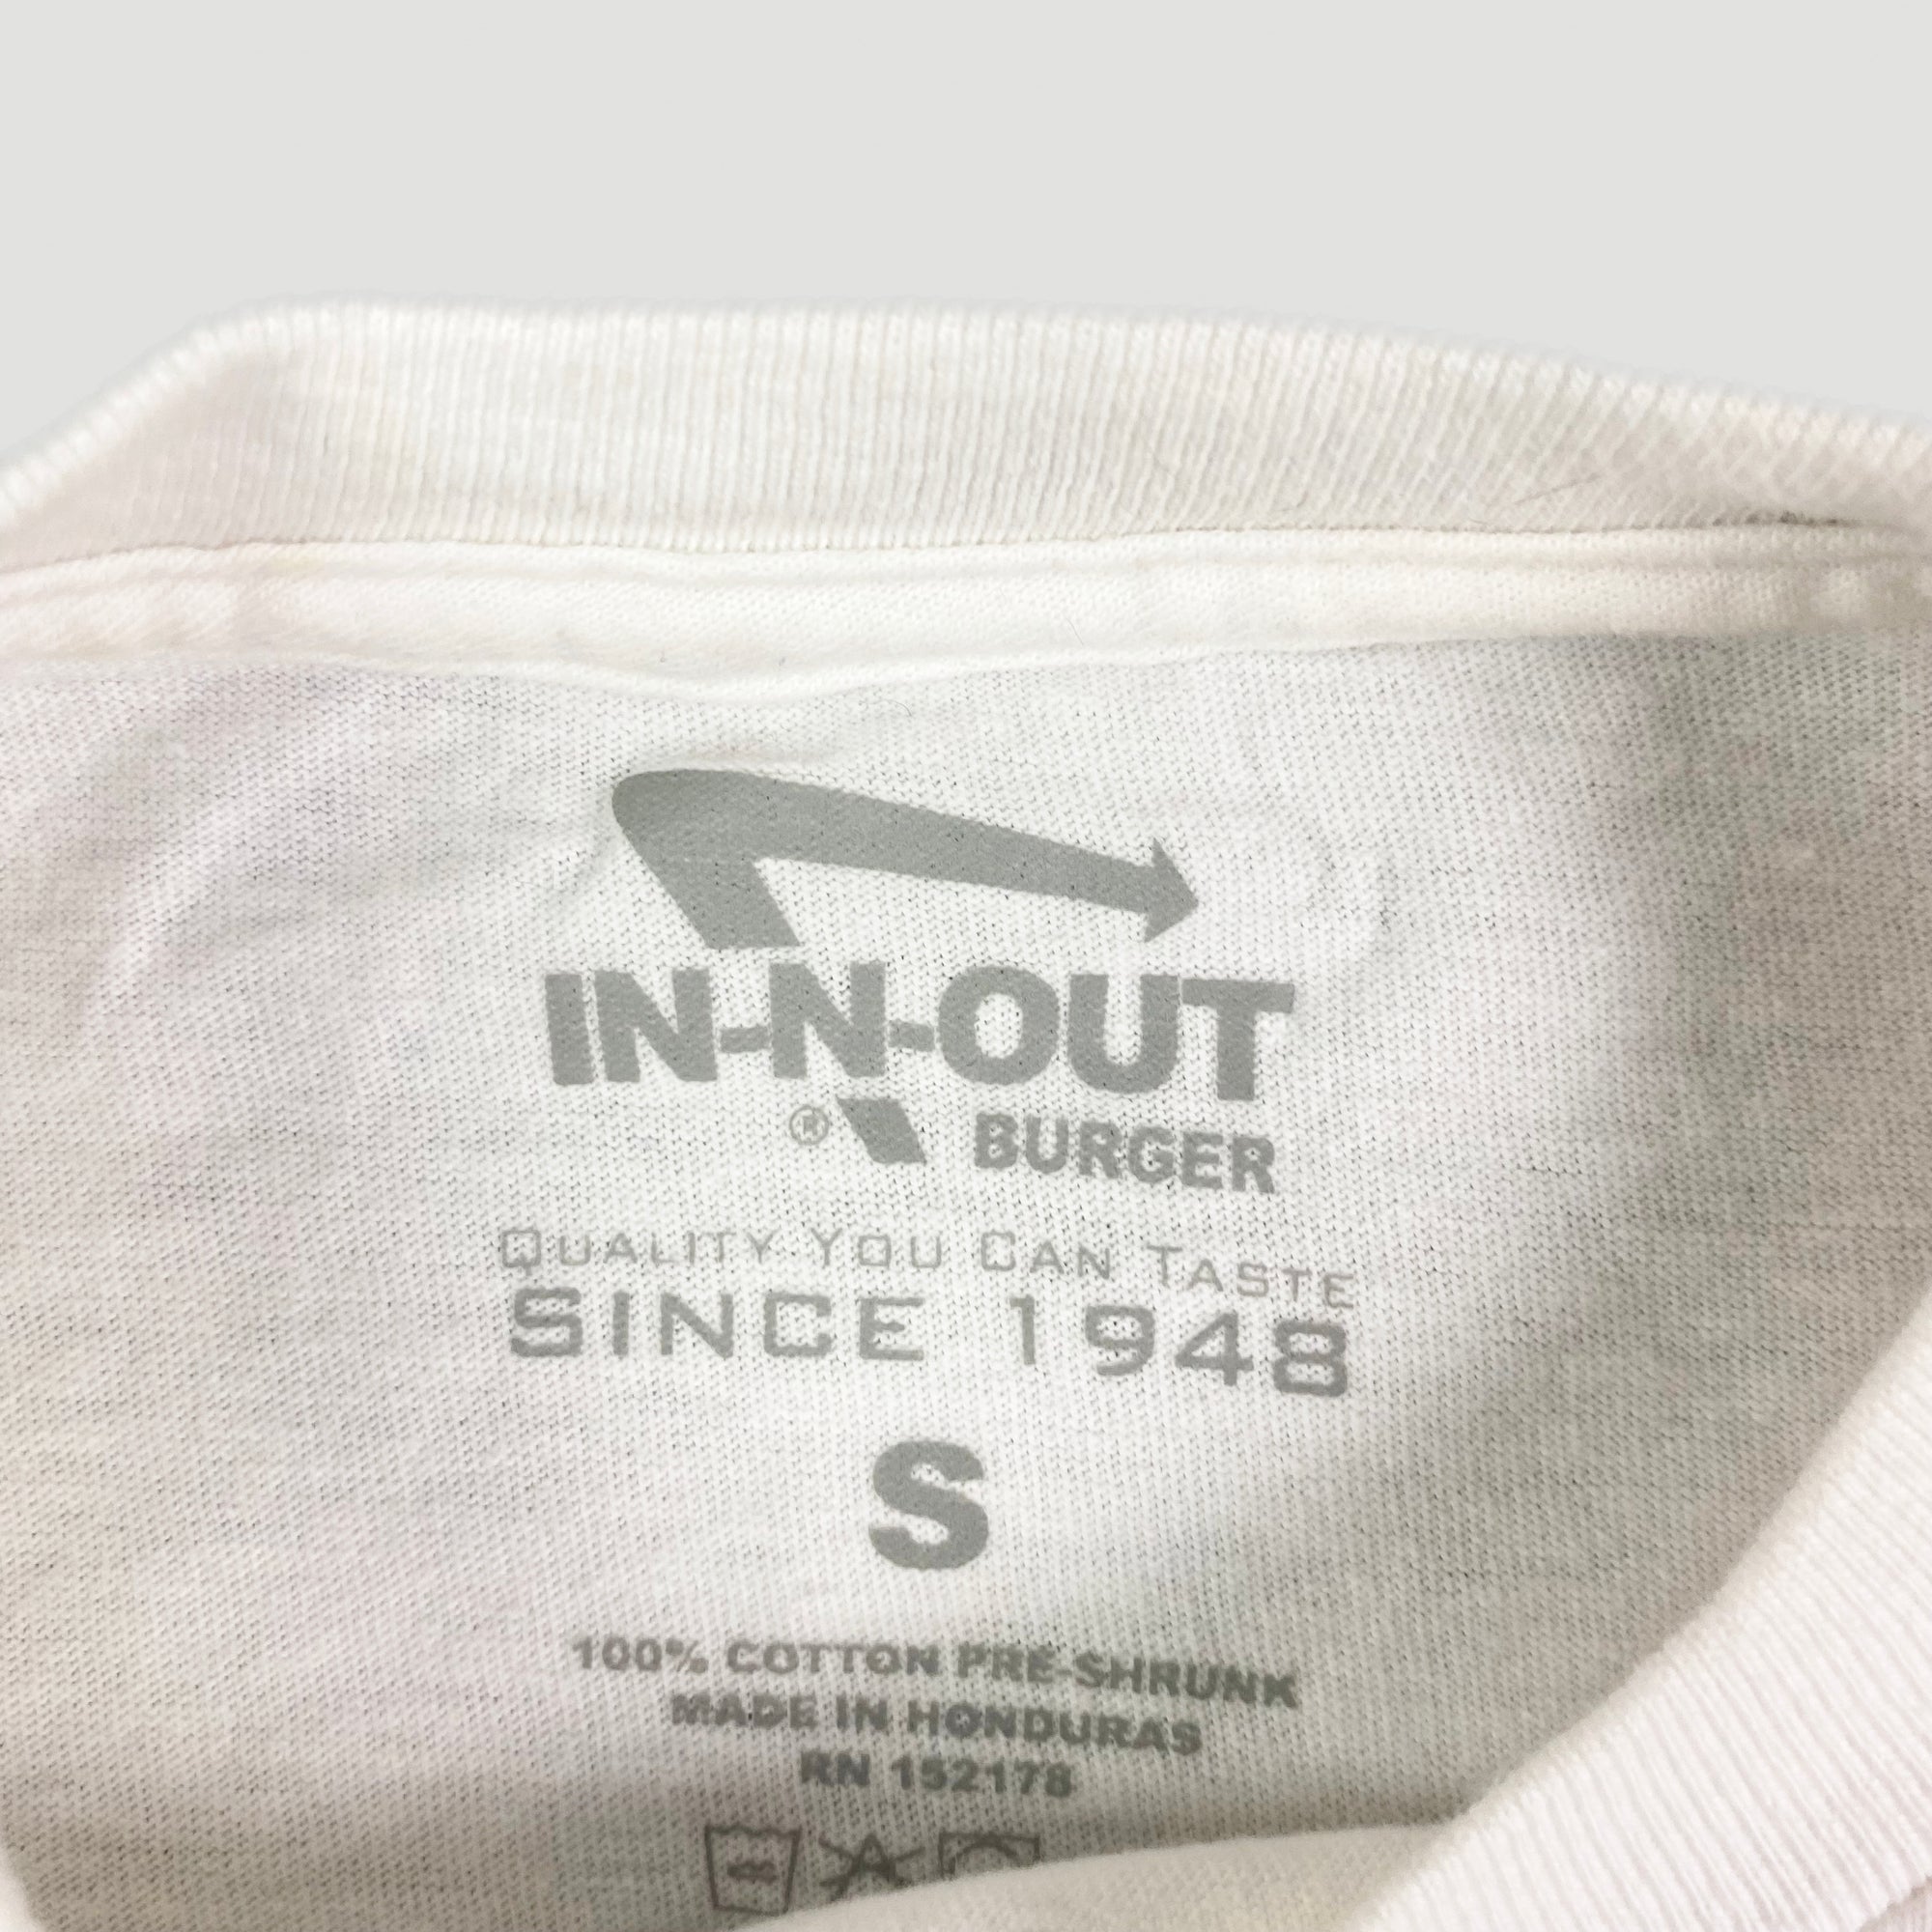 IN-N-OUT
® BURGER
QUALITY YOU CAN TASTE
SINCE 1948
S
100% COTTON PRE-SHRUNK
MADE IN HONDURAS
RN 152178